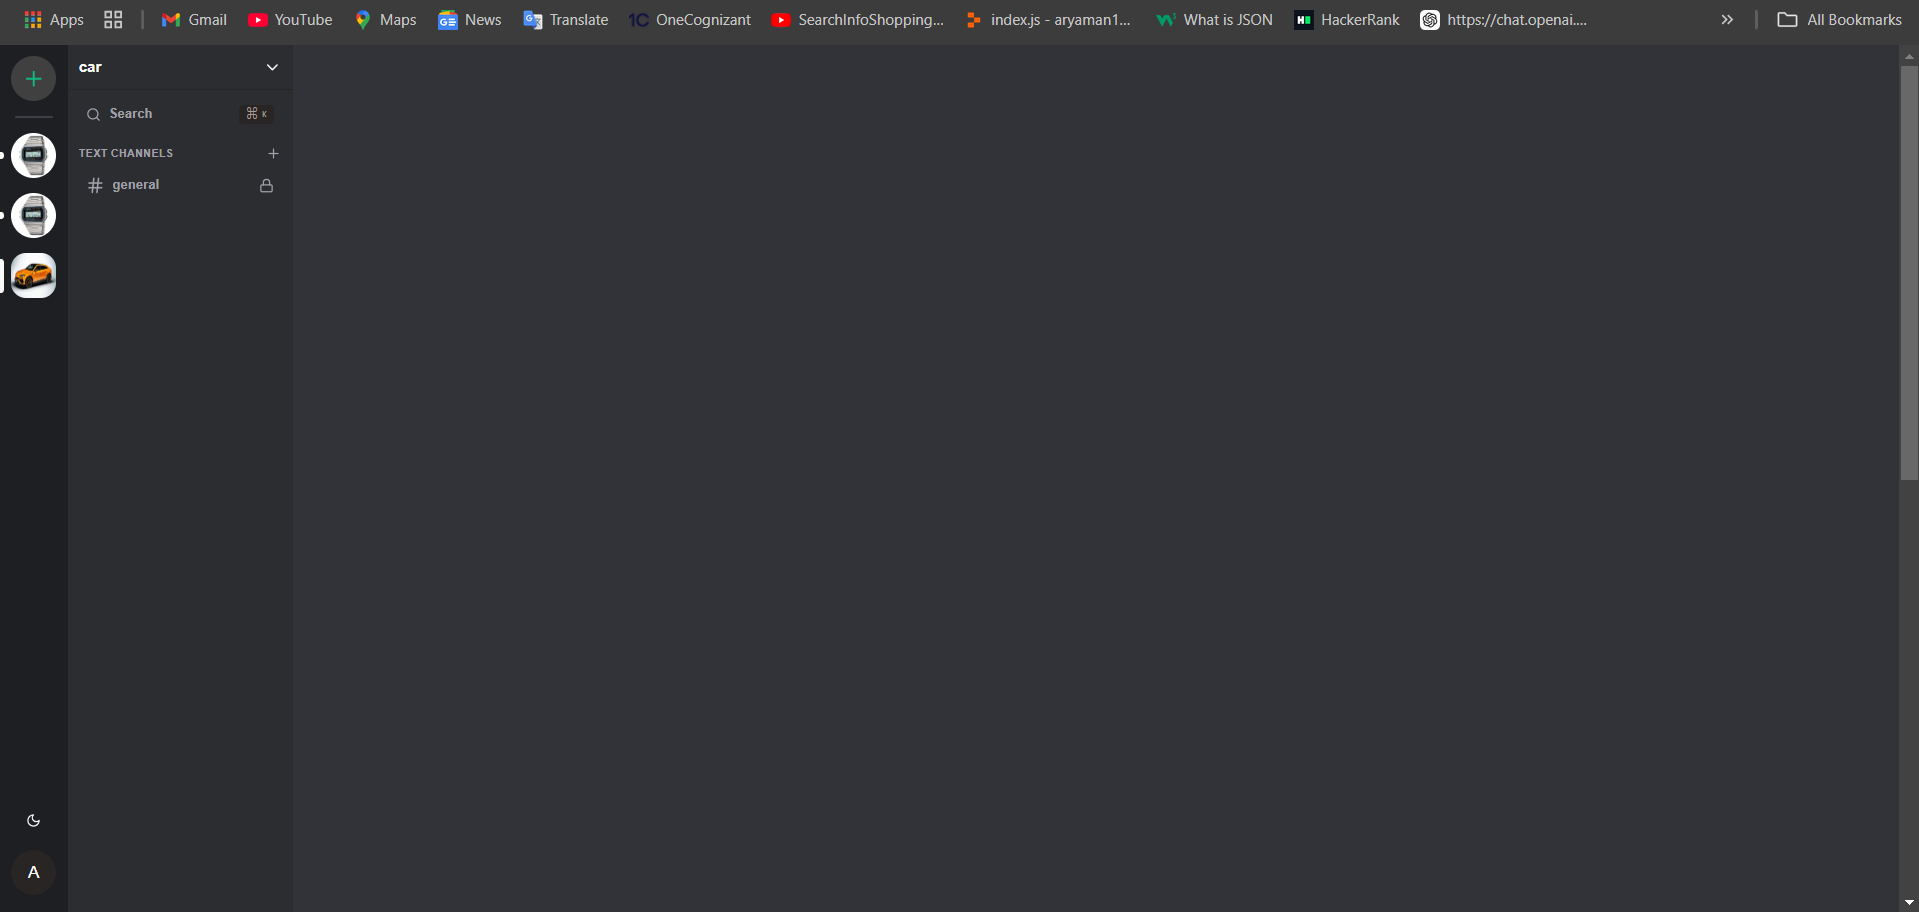 Apps Gmail YouTube Maps News Translate 1C OneCognizant SearchInfoShopping... index.js - aryaman1... What is JSON HackerRank https://chat.openai.... » All Bookmarks
car
Search ⌘ K
TEXT CHANNELS +
# general
A